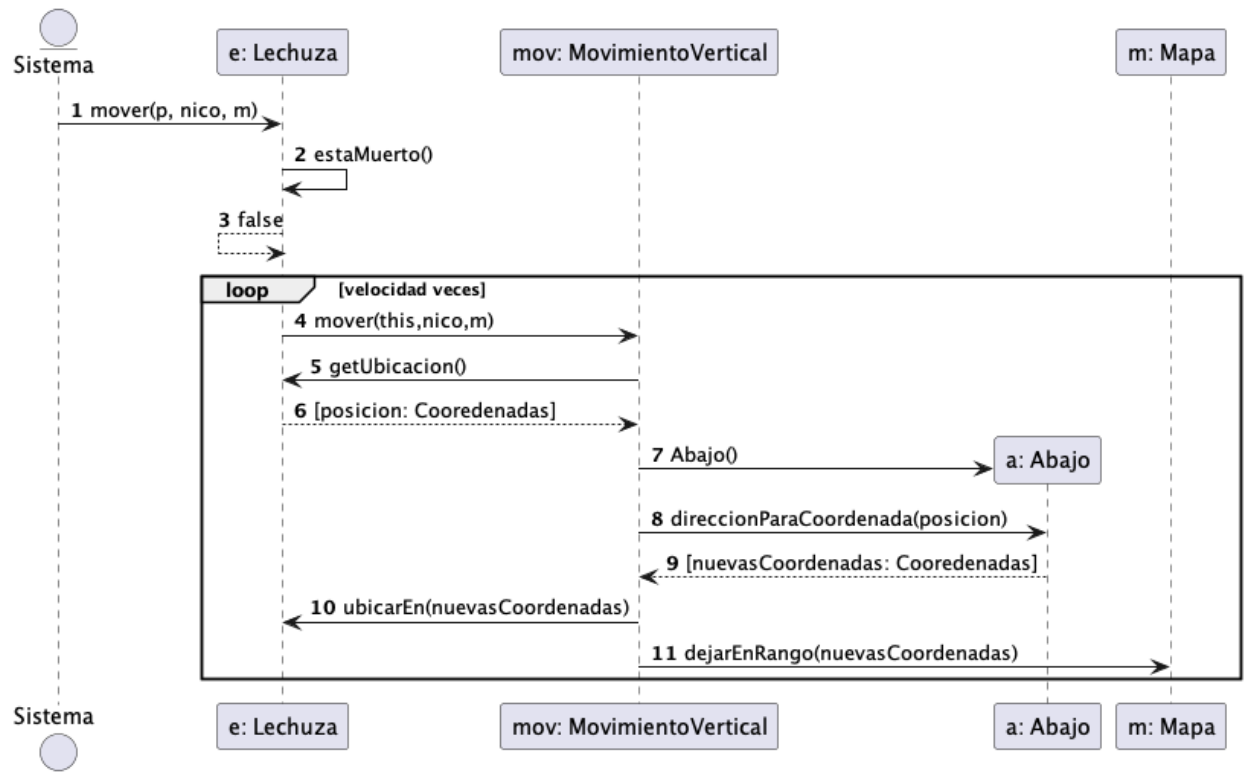 Sistema
e: Lechuza
mov: MovimientoVertical
m: Mapa
1 mover(p, nico, m)
2 estaMuerto()
3 false
loop
[velocidad veces]
4 mover(this,nico,m)
5 getUbicacion()
6 [posicion: Cooredenadas]
7 Abajo()
a: Abajo
8 direccionParaCoordenada(posicion)
9 [nuevasCoordenadas: Cooredenadas]
10 ubicarEn(nuevasCoordenadas)
11 dejarEnRango(nuevasCoordenadas)
Sistema
e: Lechuza
mov: MovimientoVertical
a: Abajo
m: Mapa